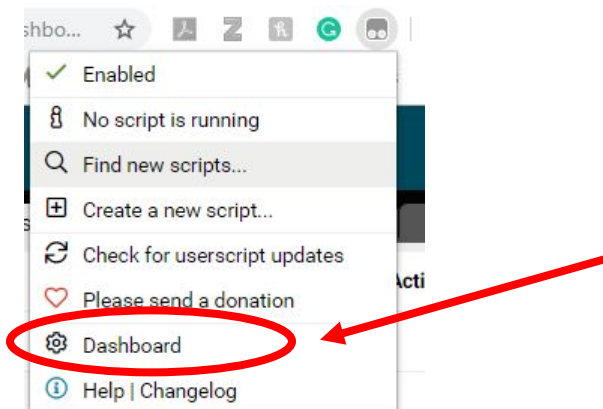 shbo...
Enabled
No script is running
Find new scripts...
Create a new script...
Check for userscript updates
Please send a donation
Acti
Dashboard
Help | Changelog